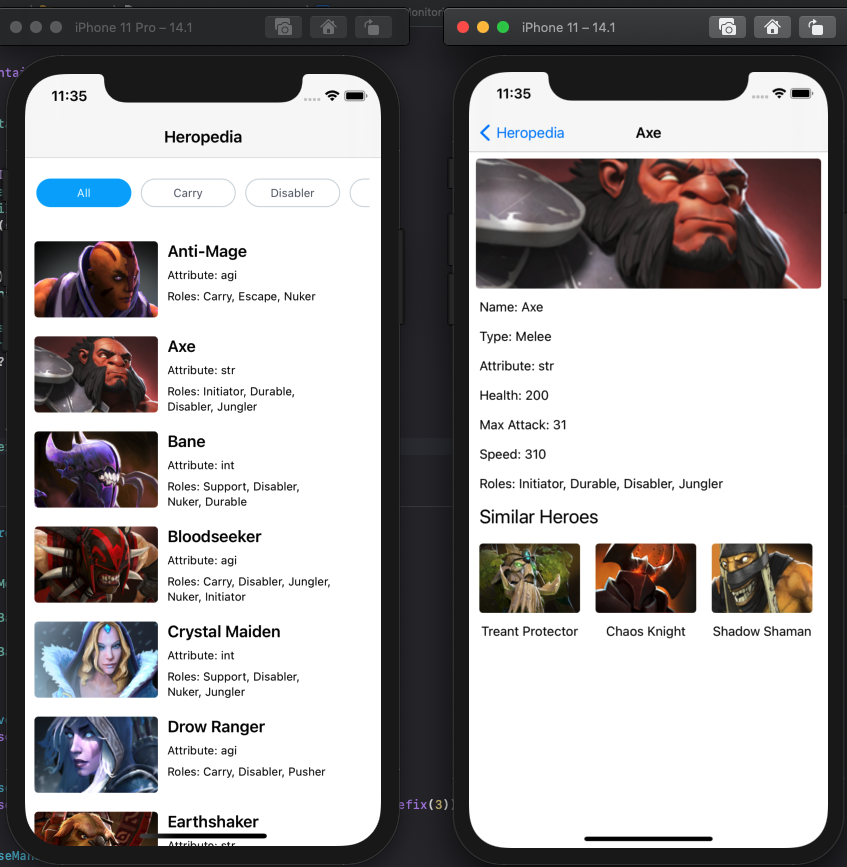 iPhone 11 Pro – 14.1
11:35
Heropedia
All
Carry
Disabler
Anti-Mage
Attribute: agi
Roles: Carry, Escape, Nuker
Axe
Attribute: str
Roles: Initiator, Durable,
Disabler, Jungler
Bane
Attribute: int
Roles: Support, Disabler,
Nuker, Durable
Bloodseeker
Attribute: agi
Roles: Carry, Disabler, Jungler,
Nuker, Initiator
Crystal Maiden
Attribute: int
Roles: Support, Disabler,
Nuker, Jungler
Drow Ranger
Attribute: agi
Roles: Carry, Disabler, Pusher
Earthshaker
Attribute: str
iPhone 11 – 14.1
11:35
Heropedia
Axe
Name: Axe
Type: Melee
Attribute: str
Health: 200
Max Attack: 31
Speed: 310
Roles: Initiator, Durable, Disabler, Jungler
Similar Heroes
Treant Protector
Chaos Knight
Shadow Shaman
efix(3))